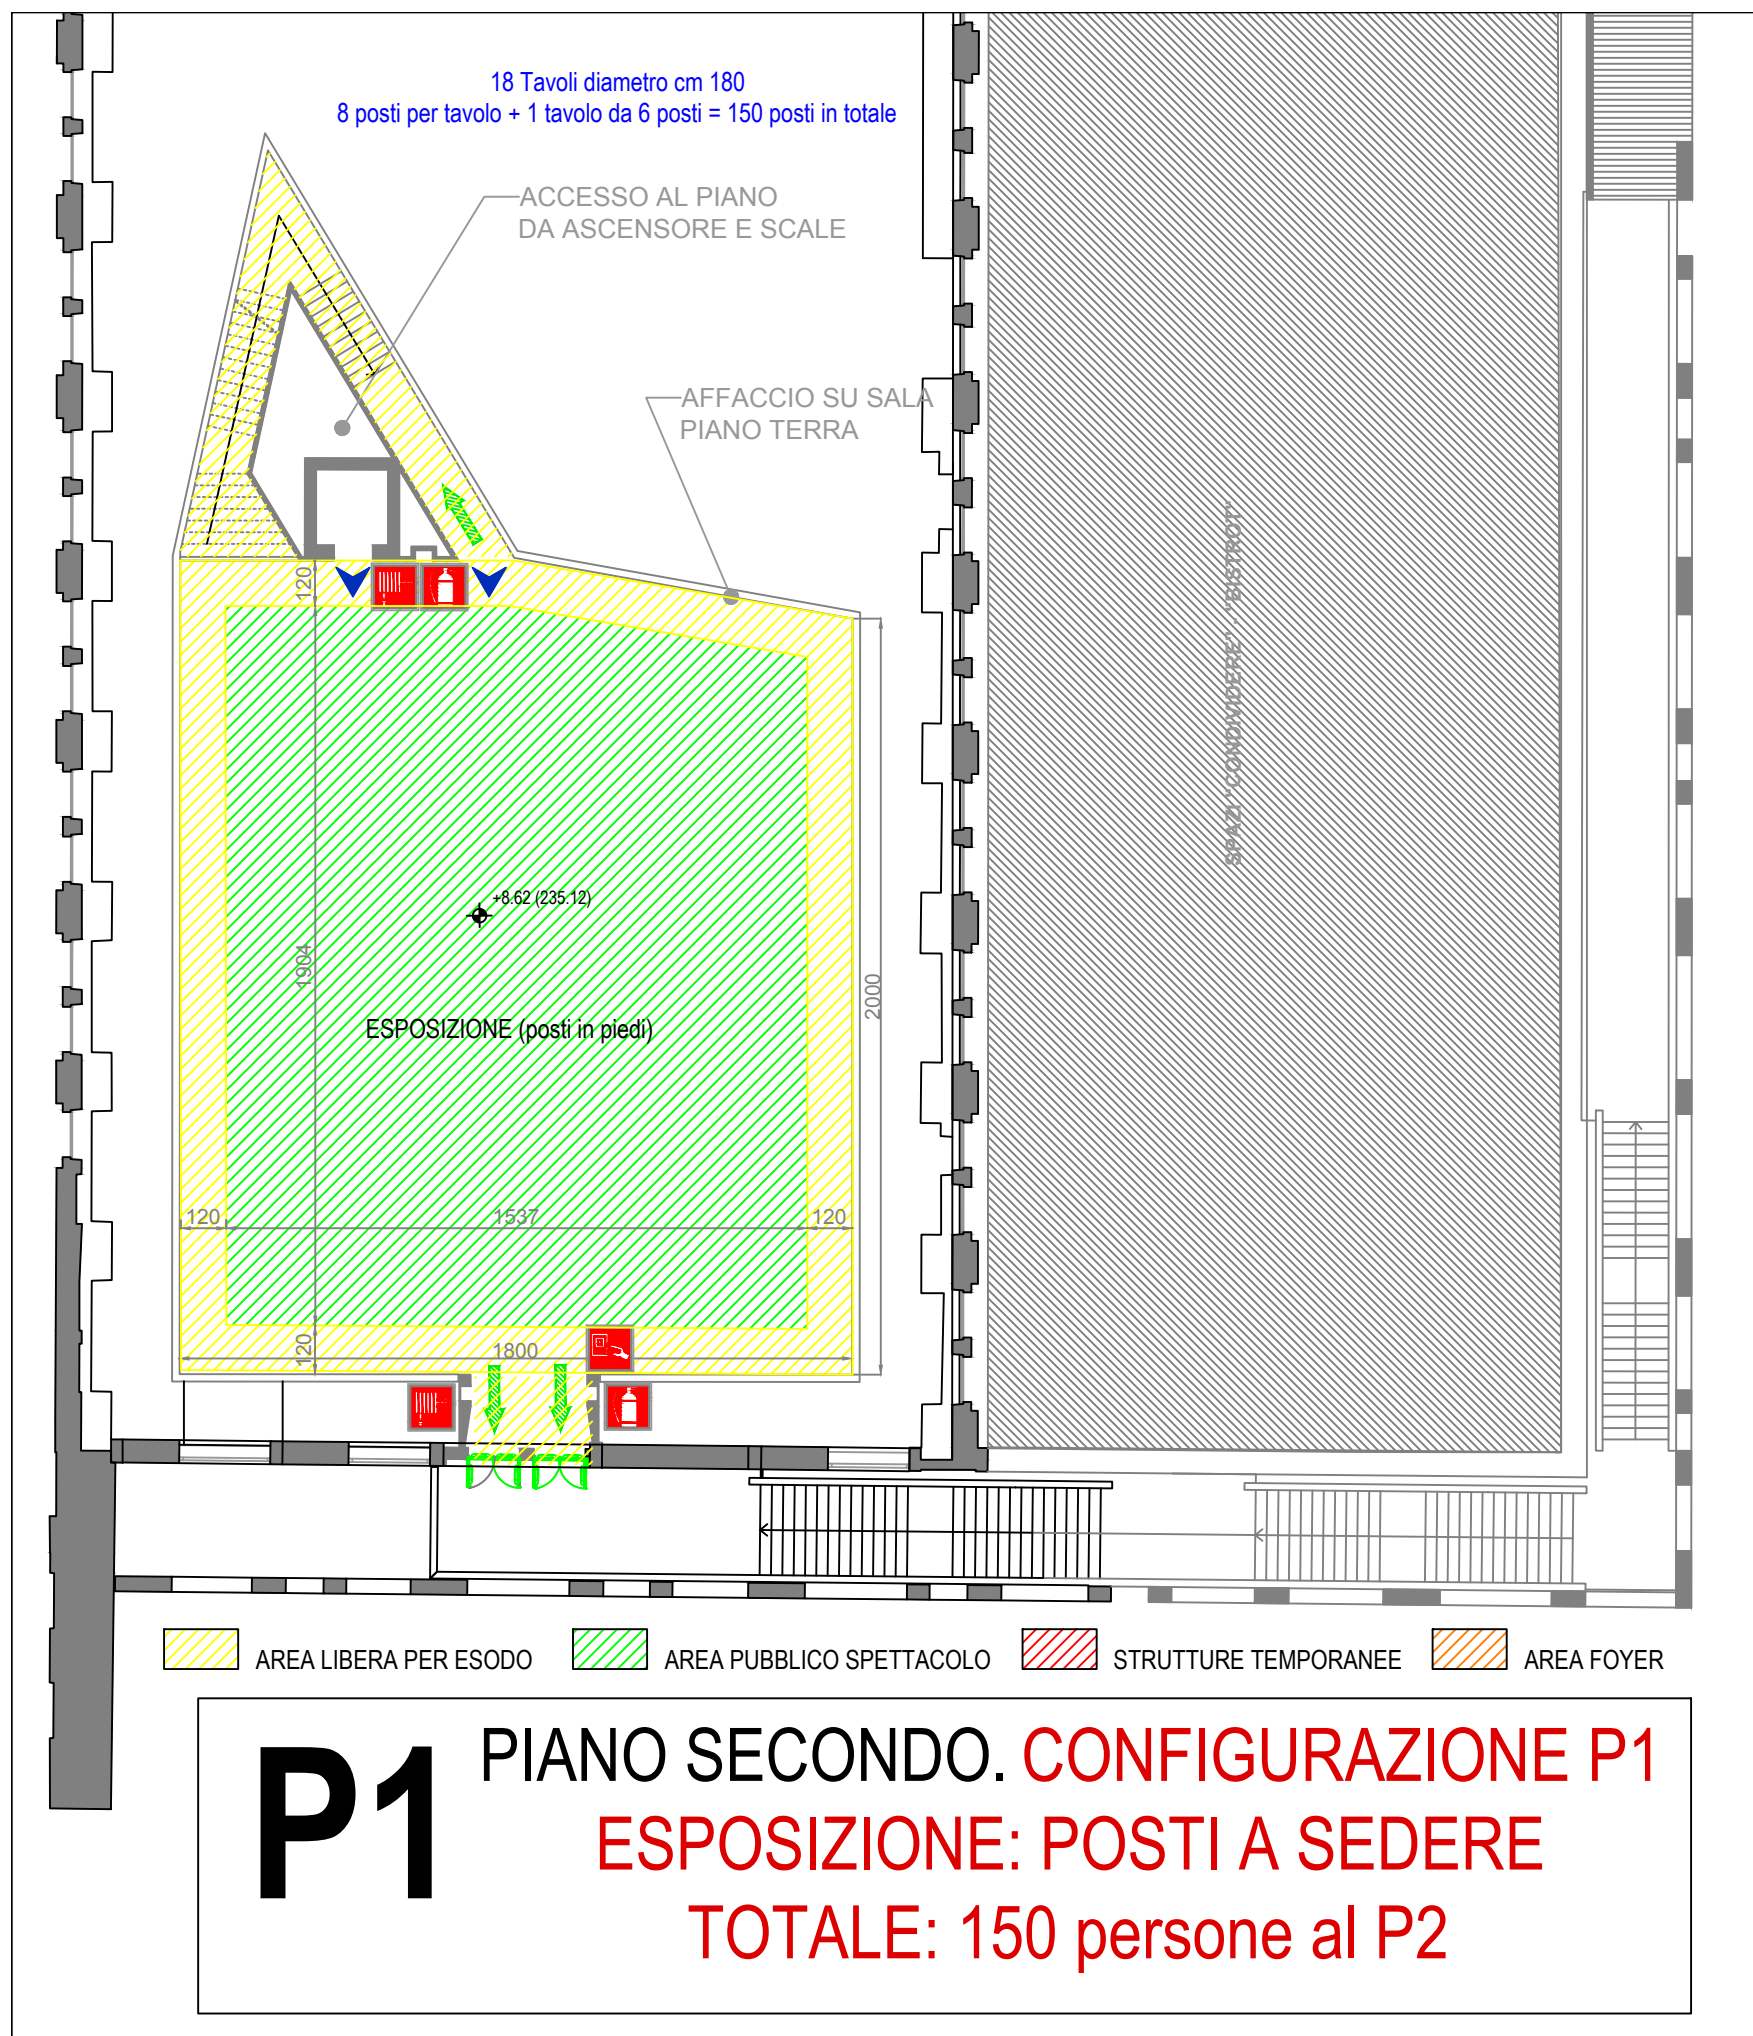 18 Tavoli diametro cm 180
8 posti per tavolo + 1 tavolo da 6 posti = 150 posti in totale
ACCESSO AL PIANO
DA ASCENSORE E SCALE
AFFACCIO SU SALA
PIANO TERRA
SPAZI "CONDIVIDERE" - "BISTROT"
120
+8.62 (235.12)
1904
2000
ESPOSIZIONE (posti in piedi)
120
1537
120
120
1800
AREA LIBERA PER ESODO
AREA PUBBLICO SPETTACOLO
STRUTTURE TEMPORANEE
AREA FOYER
P1
PIANO SECONDO. CONFIGURAZIONE P1
ESPOSIZIONE: POSTI A SEDERE
TOTALE: 150 persone al P2